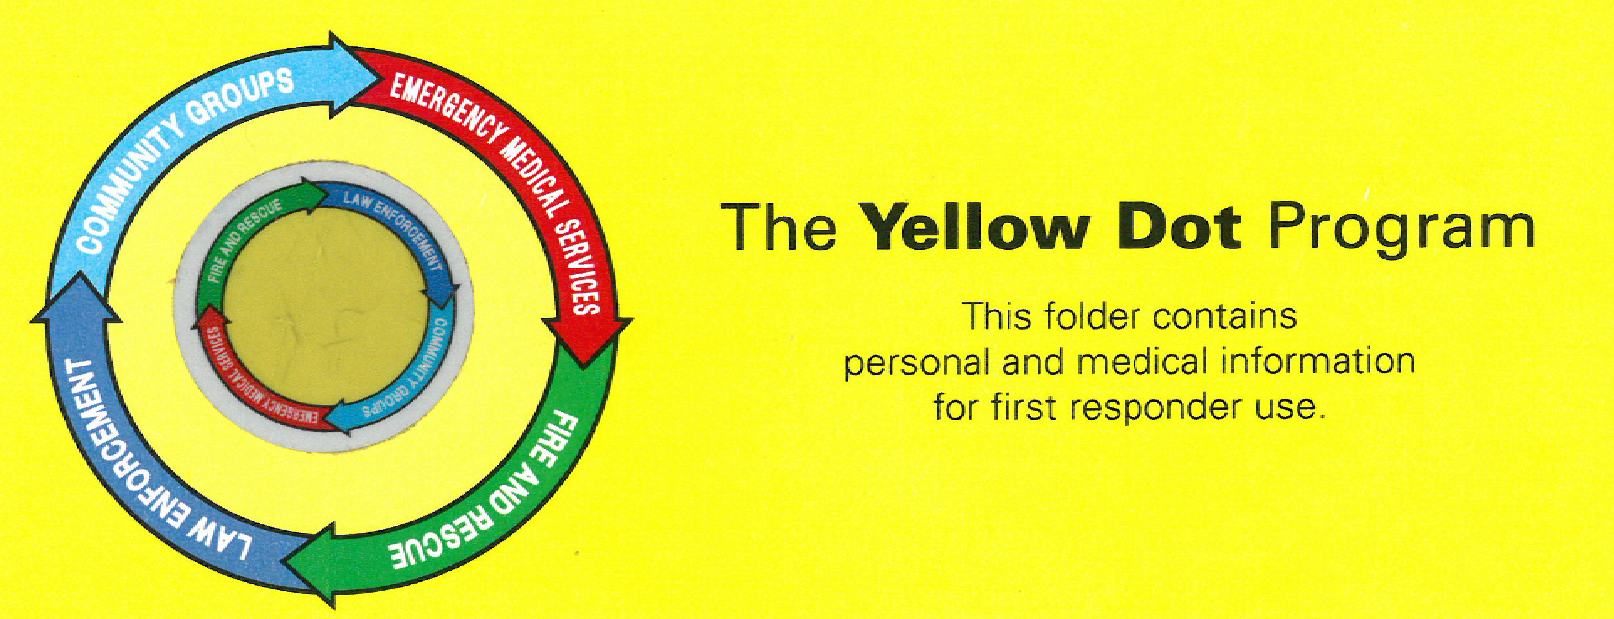 COMMUNITY GROUPS
EMERGENCY MEDICAL SERVICES
FIRE AND RESCUE
LAW ENFORCEMENT
FIRE AND RESCUE
LAW ENFORCEMENT
COMMUNITY GROUPS
EMERGENCY MEDICAL SERVICES
The Yellow Dot Program
This folder contains
personal and medical information
for first responder use.